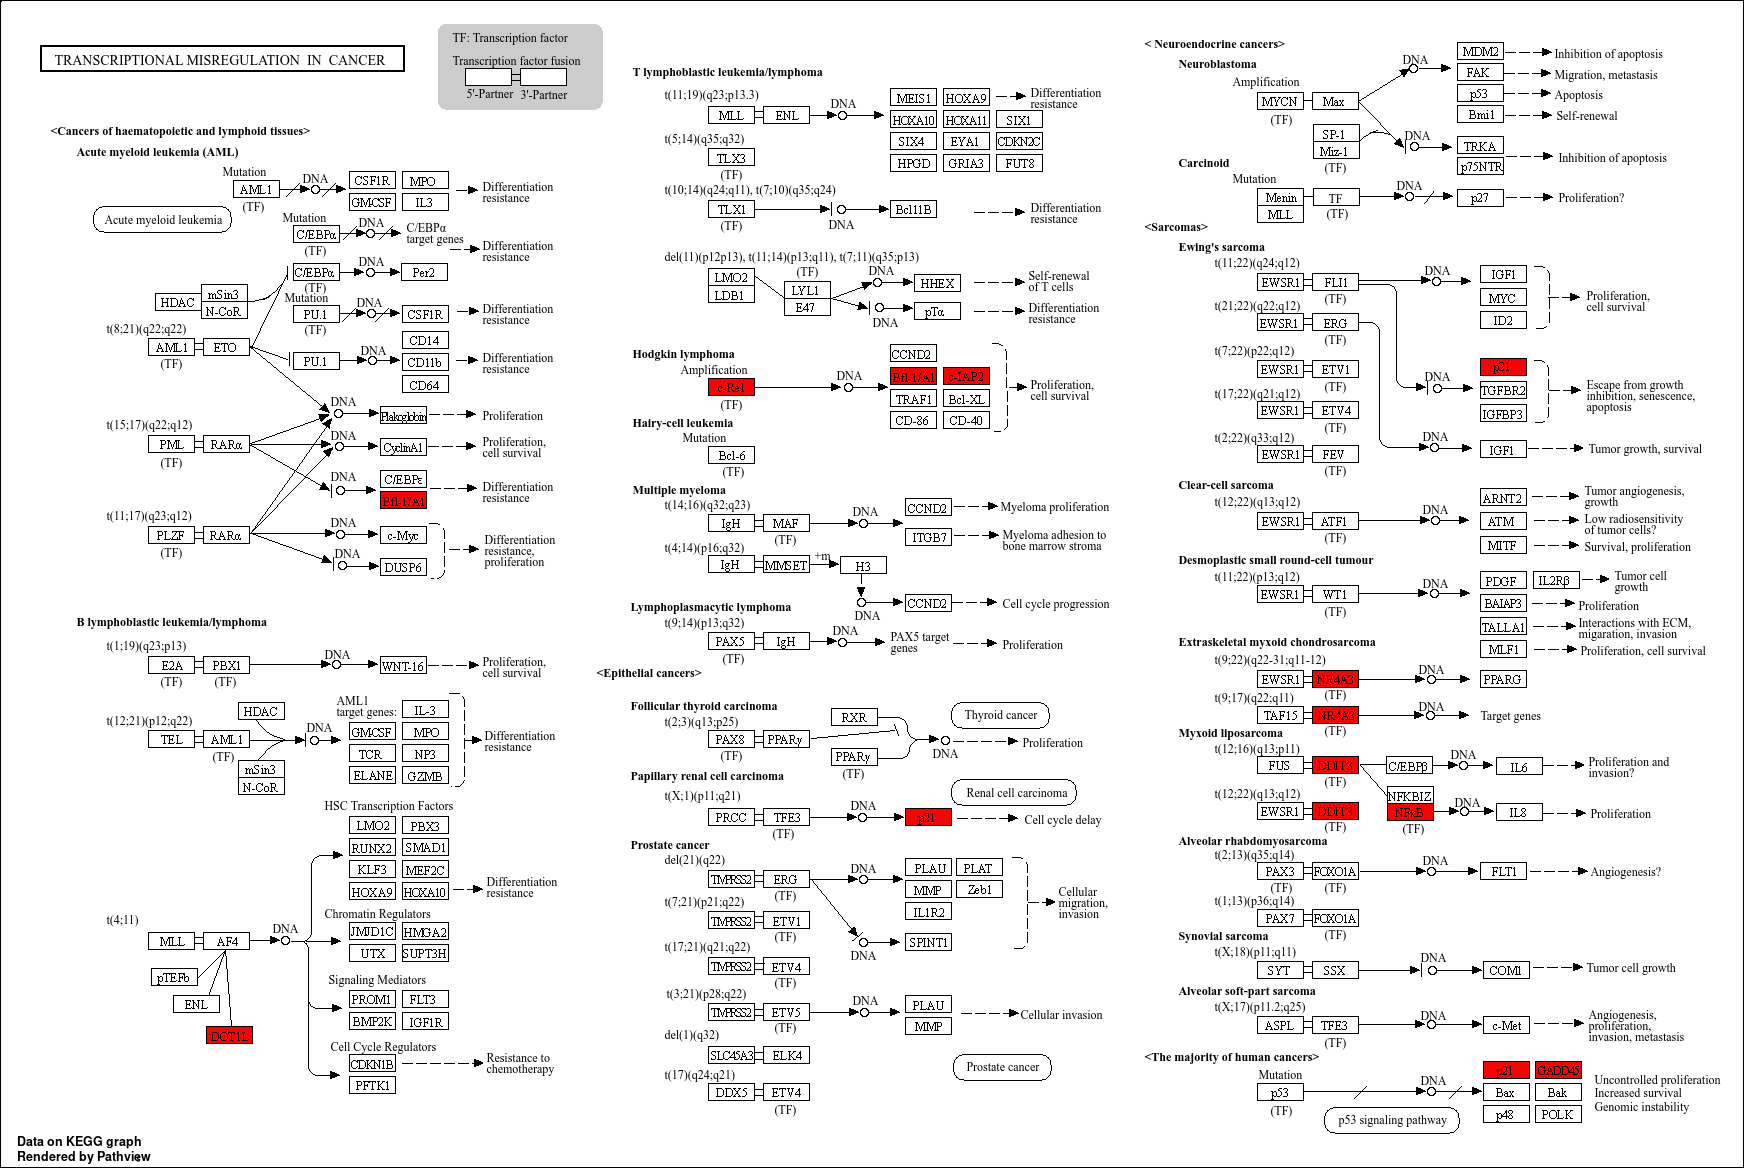 TRANSCRIPTIONAL MISREGULATION IN CANCER
TF: Transcription factor
Transcription factor fusion
5'-Partner 3'-Partner
<Cancers of haematopoietic and lymphoid tissues>
Acute myeloid leukemia (AML)
Mutation
AML1
(TF)
DNA
CSF1R MPO
GMCSF IL3
Differentiation
resistance
Acute myeloid leukemia
Mutation
C/EBPα
(TF)
DNA
C/EBPα
target genes
Differentiation
resistance
C/EBPα
(TF)
DNA
Per2
HDAC
mSin3
N-CoR
Mutation
PU.1
(TF)
DNA
CSF1R
Differentiation
resistance
t(8;21)(q22;q22)
AML1 ETO
(TF)
PU.1
DNA
CD14
CD11b
CD64
Differentiation
resistance
DNA
Plakoglobin
Proliferation
t(15;17)(q22;q12)
PML RARα
(TF)
DNA
CyclinA1
Proliferation,
cell survival
DNA
C/EBPε
Bfl-1/A1
Differentiation
resistance
t(11;17)(q23;q12)
PLZF RARα
(TF)
DNA
c-Myc
DNA
DUSP6
Differentiation
resistance,
proliferation
B lymphoblastic leukemia/lymphoma
t(1;19)(q23;p13)
E2A PBX1
(TF) (TF)
DNA
WNT-16
Proliferation,
cell survival
t(12;21)(p12;q22)
TEL AML1
(TF)
HDAC
mSin3
N-CoR
DNA
AML1
target genes:
IL-3
GMCSF MPO
TCR NP3
ELANE GZMB
Differentiation
resistance
HSC Transcription Factors
LMO2 PBX3
RUNX2 SMAD1
KLF3 MEF2C
HOXA9 HOXA10
Differentiation
resistance
t(4;11)
MLL AF4
DNA
pTEFb
ENL
DOT1L
Chromatin Regulators
JMJD1C HMGA2
UTX SUPT3H
Signaling Mediators
PROM1 FLT3
BMP2K IGF1R
Cell Cycle Regulators
CDKN1B
PFTK1
Resistance to
chemotherapy
T lymphoblastic leukemia/lymphoma
t(11;19)(q23;p13.3)
MLL ENL
DNA
MEIS1 HOXA9
HOXA10 HOXA11 SIX1
SIX4 EYA1 CDKN2C
HPGD GRIA3 FUT8
Differentiation
resistance
t(5;14)(q35;q32)
TLX3
(TF)
t(10;14)(q24;q11), t(7;10)(q35;q24)
TLX1
(TF)
DNA
Bcl11B
Differentiation
resistance
del(11)(p12p13), t(11;14)(p13;q11), t(7;11)(q35;p13)
LMO2
LDB1
(TF)
LYL1
E47
DNA
HHEX
Self-renewal
of T cells
DNA
pTα
Differentiation
resistance
Hodgkin lymphoma
Amplification
c-Rel
(TF)
DNA
CCND2
Bfl-1/A1 c-IAP2
TRAF1 Bcl-XL
CD-86 CD-40
Proliferation,
cell survival
Hairy-cell leukemia
Mutation
Bcl-6
(TF)
Multiple myeloma
t(14;16)(q32;q23)
IgH MAF
(TF)
DNA
CCND2
Myeloma proliferation
ITGB7
Myeloma adhesion to
bone marrow stroma
t(4;14)(p16;q32)
IgH MMSET
+m
H3
DNA
CCND2
Cell cycle progression
Lymphoplasmacytic lymphoma
t(9;14)(p13;q32)
PAX5 IgH
(TF)
DNA
PAX5 target
genes
Proliferation
<Epithelial cancers>
Follicular thyroid carcinoma
t(2;3)(q13;p25)
PAX8 PPARγ
(TF) (TF)
RXR
PPARγ
(TF)
DNA
Thyroid cancer
Proliferation
Papillary renal cell carcinoma
t(X;1)(p11;q21)
PRCC TFE3
(TF)
DNA
p21
Renal cell carcinoma
Cell cycle delay
Prostate cancer
del(21)(q22)
TMPRSS2 ERG
(TF)
DNA
PLAU PLAT
MMP Zeb1
IL1R2
Cellular
migration,
invasion
t(7;21)(p21;q22)
TMPRSS2 ETV1
(TF)
DNA
SPINT1
t(17;21)(q21;q22)
TMPRSS2 ETV4
(TF)
t(3;21)(p28;q22)
TMPRSS2 ETV5
(TF)
DNA
PLAU
MMP
Cellular invasion
del(1)(q32)
SLC45A3 ELK4
t(17)(q24;q21)
DDX5 ETV4
(TF)
Prostate cancer
< Neuroendocrine cancers>
Neuroblastoma
Amplification
MYCN Max
(TF)
SP-1
Miz-1
(TF)
DNA
MDM2
Inhibition of apoptosis
FAK
Migration, metastasis
p53
Apoptosis
Bmi1
Self-renewal
DNA
TRKA
p75NTR
Inhibition of apoptosis
Carcinoid
Mutation
Menin
MLL
TF
(TF)
DNA
p27
Proliferation?
<Sarcomas>
Ewing's sarcoma
t(11;22)(q24;q12)
EWSR1 FLI1
(TF)
DNA
IGF1
MYC
ID2
Proliferation,
cell survival
t(21;22)(q22;q12)
EWSR1 ERG
(TF)
t(7;22)(p22;q12)
EWSR1 ETV1
(TF)
DNA
p21
TGFBR2
IGFBP3
Escape from growth
inhibition, senescence,
apoptosis
t(17;22)(q21;q12)
EWSR1 ETV4
(TF)
t(2;22)(q33;q12)
EWSR1 FEV
(TF)
DNA
IGF1
Tumor growth, survival
Clear-cell sarcoma
t(12;22)(q13;q12)
EWSR1 ATF1
(TF)
DNA
ARNT2
Tumor angiogenesis,
growth
ATM
Low radiosensitivity
of tumor cells?
MITF
Survival, proliferation
Desmoplastic small round-cell tumour
t(11;22)(p13;q12)
EWSR1 WT1
(TF)
DNA
PDGF IL2Rβ
Tumor cell
growth
BAIAP3
Proliferation
TALLA1
Interactions with ECM,
migaration, invasion
MLF1
Proliferation, cell survival
Extraskeletal myxoid chondrosarcoma
t(9;22)(q22-31;q11-12)
EWSR1 NR4A3
(TF)
DNA
PPARG
t(9;17)(q22;q11)
TAF15 NR4A3
(TF)
DNA
Target genes
Myxoid liposarcoma
t(12;16)(q13;p11)
FUS DDIT3
(TF)
C/EBPβ
DNA
IL6
Proliferation and
invasion?
t(12;22)(q13;q12)
EWSR1 DDIT3
(TF)
NFKBIZ
NFκB
(TF)
DNA
IL8
Proliferation
Alveolar rhabdomyosarcoma
t(2;13)(q35;q14)
PAX3 FOXO1A
(TF) (TF)
DNA
FLT1
Angiogenesis?
t(1;13)(p36;q14)
PAX7 FOXO1A
(TF)
Synovial sarcoma
t(X;18)(p11;q11)
SYT SSX
(TF)
DNA
COM1
Tumor cell growth
Alveolar soft-part sarcoma
t(X;17)(p11.2;q25)
ASPL TFE3
(TF)
DNA
c-Met
Angiogenesis,
proliferation,
invasion, metastasis
<The majority of human cancers>
Mutation
p53
(TF)
DNA
p21 GADD45
Bax Bak
p48 POLK
Uncontrolled proliferation
Increased survival
Genomic instability
p53 signaling pathway
Data on KEGG graph
Rendered by Pathview